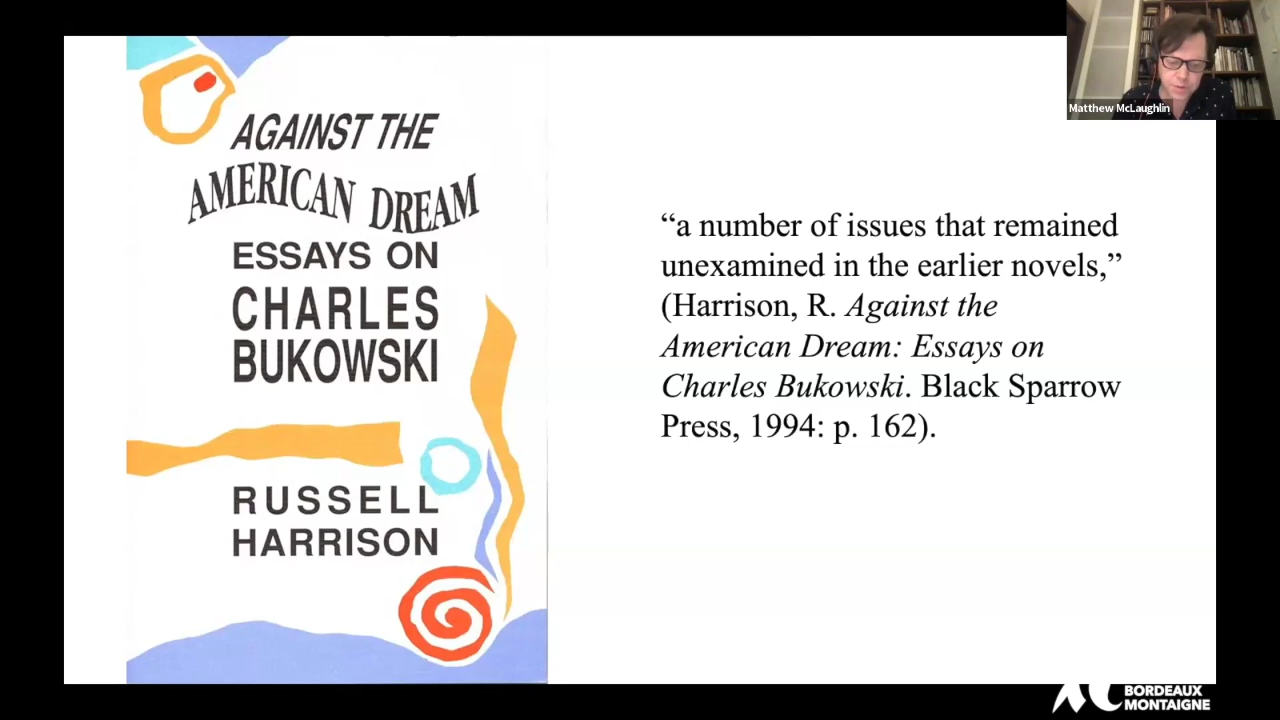 Matthew McLaughlin
AGAINST THE
AMERICAN DREAM
ESSAYS ON
CHARLES
BUKOWSKI
RUSSELL
HARRISON
“a number of issues that remained
unexamined in the earlier novels,”
(Harrison, R. Against the
American Dream: Essays on
Charles Bukowski. Black Sparrow
Press, 1994: p. 162).
BORDEAUX
MONTAIGNE